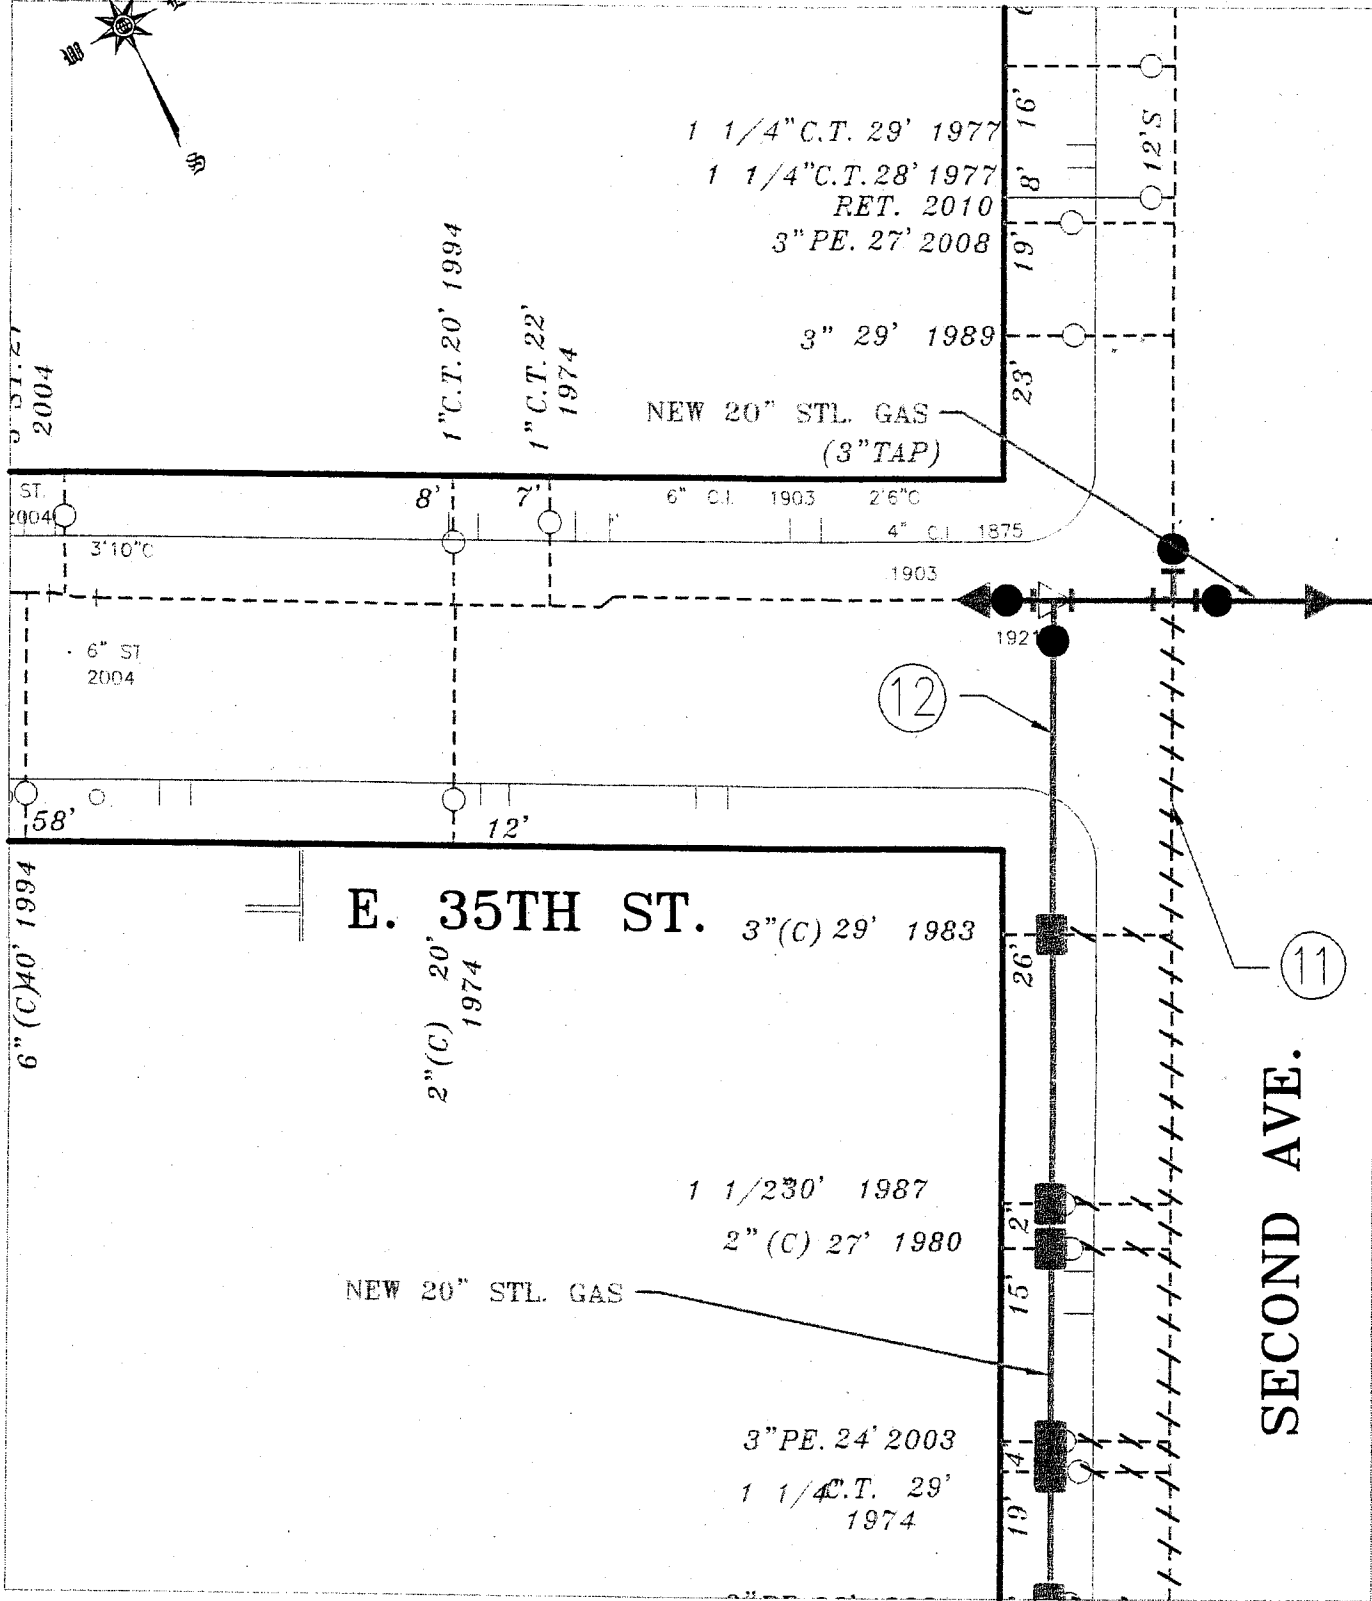 W
S
16'
1 1/4"C.T. 29' 1977
12'S
1 1/4"C.T. 28' 1977
8'
RET. 2010
3"PE. 27' 2008
19'
1"C.T. 20' 1994
1"C.T. 22'
1974
3" 29' 1989
2004
23'
NEW 20" STL. GAS
(3"TAP)
ST.
2004
8'
7'
6" C.I. 1903 2'6"C
4" C.I. 1875
3'10"C
1903
1921
6" ST
2004
12
58'
12'
6"(C)40' 1994
E. 35TH ST.
3"(C) 29' 1983
26'
2"(C) 20'
1974
11
SECOND AVE.
1 1/2"30' 1987
2"
2"(C) 27' 1980
15'
NEW 20" STL. GAS
3"PE. 24' 2003
4'
1 1/4"C.T. 29'
1974
19'